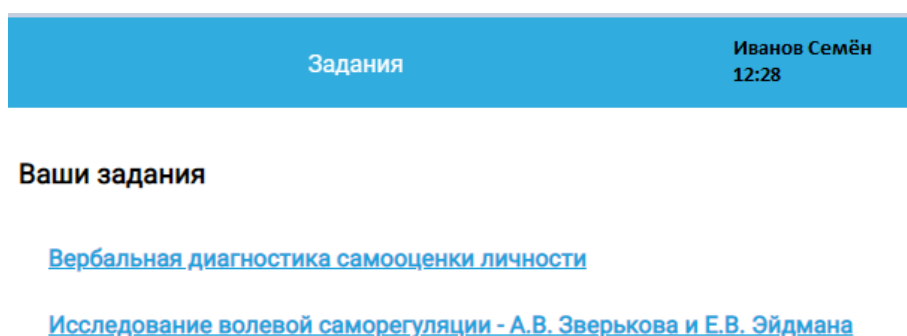 Задания
Иванов Семён
12:28
Ваши задания
Вербальная диагностика самооценки личности
Исследование волевой саморегуляции - А.В. Зверькова и Е.В. Эйдмана